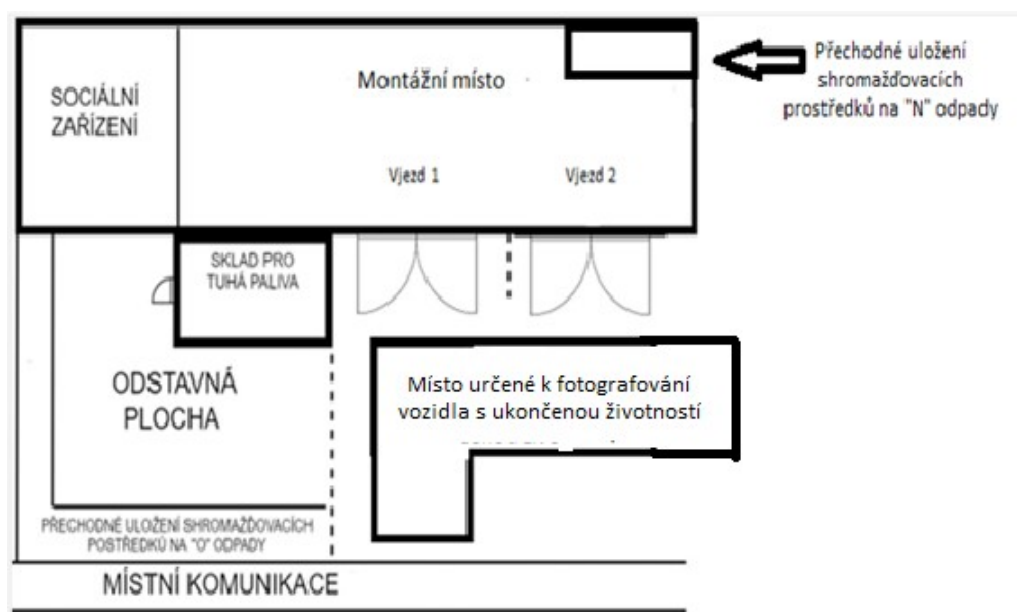 SOCIÁLNÍ
ZAŘÍZENÍ
Montážní místo
Přechodné uložení
shromažďovacích
prostředků na "N" odpady
Vjezd 1
Vjezd 2
SKLAD PRO
TUHÁ PALIVA
ODSTAVNÁ
PLOCHA
Místo určené k fotografování
vozidla s ukončenou životností
PŘECHODNÉ ULOŽENÍ SHROMAŽĎOVACÍCH
POSTŘEDKŮ NA "O" ODPADY
MÍSTNÍ KOMUNIKACE